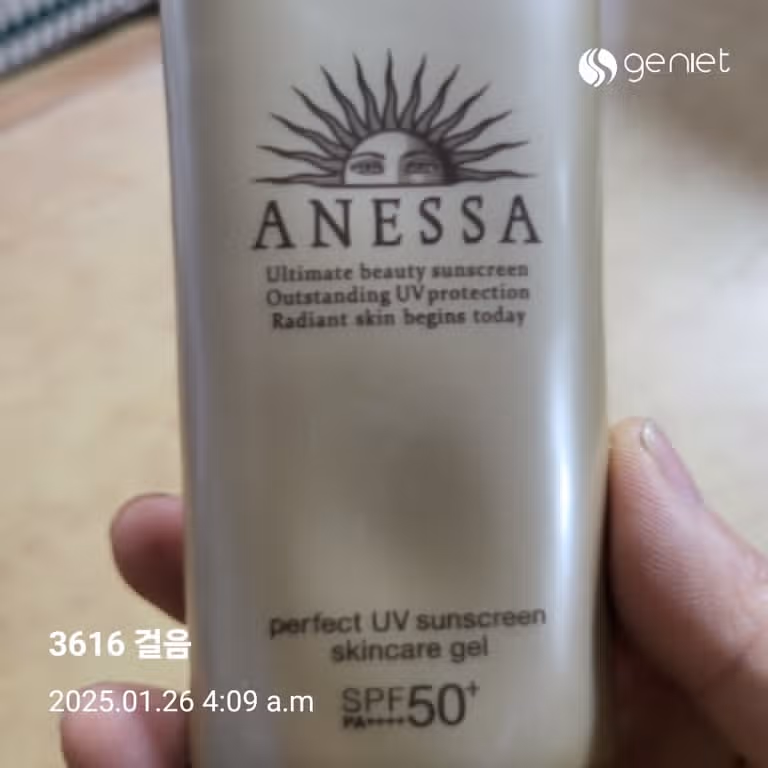 geniet
ANESSA
Ultimate beauty sunscreen
Outstanding UV protection
Radiant skin begins today
perfect UV sunscreen
skincare gel
SPF50+
PA++++
3616 걸음
2025.01.26 4:09 a.m